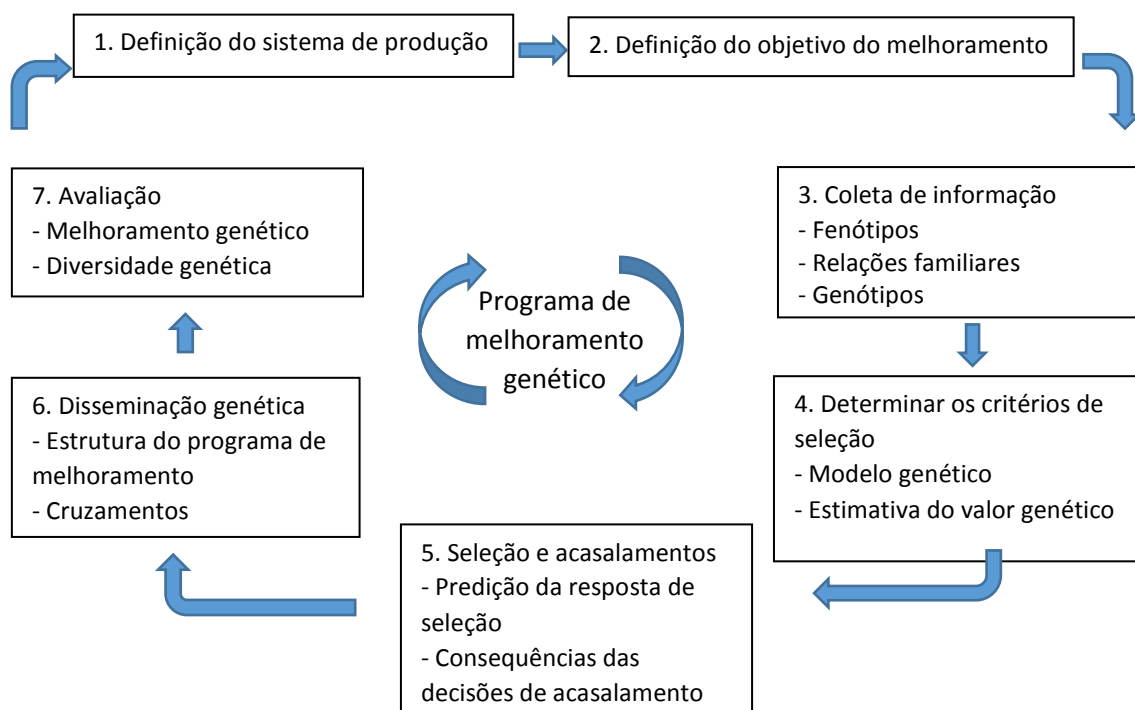 1. Definição do sistema de produção
2. Definição do objetivo do melhoramento
3. Coleta de informação
- Fenótipos
- Relações familiares
- Genótipos
4. Determinar os critérios de
seleção
- Modelo genético
- Estimativa do valor genético
5. Seleção e acasalamentos
- Predição da resposta de
seleção
- Consequências das
decisões de acasalamento
6. Disseminação genética
- Estrutura do programa de
melhoramento
- Cruzamentos
7. Avaliação
- Melhoramento genético
- Diversidade genética
Programa de
melhoramento
genético